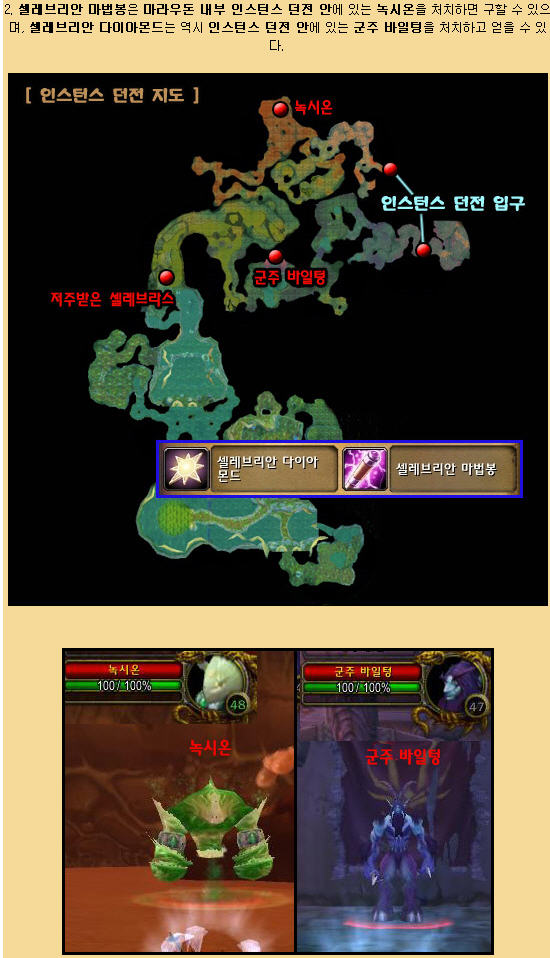 2. 셀레브리안 마법봉은 마라우돈 내부 인스턴스 던전 안에 있는 녹시온을 처치하면 구할 수 있으
며, 셀레브리안 다이아몬드는 역시 인스턴스 던전 안에 있는 군주 바일텅을 처치하고 얻을 수 있
다.
[ 인스턴스 던전 지도 ]
녹시온
인스턴스 던전 입구
군주 바일텅
저주받은 셀레브라스
셀레브리안 다이아
몬드
셀레브리안 마법봉
녹시온
100 / 100%
48
녹시온
군주 바일텅
100 / 100%
47
군주 바일텅